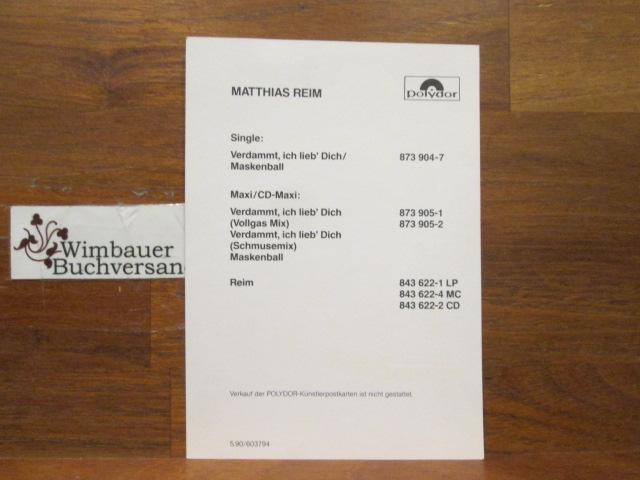 MATTHIAS REIM
polydor
Single:
Verdammt, ich lieb' Dich/ 873 904-7
Maskenball
Maxi/CD-Maxi:
Verdammt, ich lieb' Dich 873 905-1
(Vollgas Mix) 873 905-2
Verdammt, ich lieb' Dich
(Schmusemix)
Maskenball
Reim 843 622-1 LP
843 622-4 MC
843 622-2 CD
Verkauf der POLYDOR-Künstlerpostkarten ist nicht gestattet.
5.90/603794
Wimbauer
Buchversan